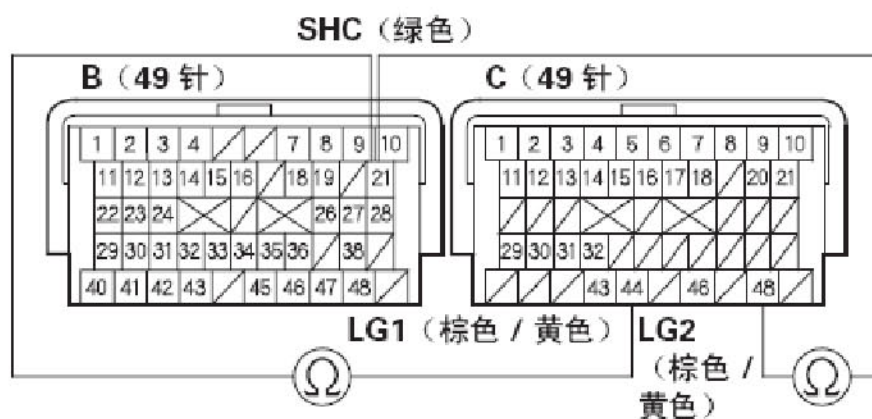 SHC（绿色）
B（49 针） C（49 针）
1 2 3 4 7 8 9 10
11 12 13 14 15 16 18 19 21
22 23 24 26 27 28
29 30 31 32 33 34 35 36 38
40 41 42 43 45 46 47 48
1 2 3 4 5 6 7 8 9 10
11 12 13 14 15 16 17 18 20 21
29 30 31 32
43 44 46 48
LG1（棕色 / 黄色）
LG2
（棕色 /
黄色）
Ω Ω